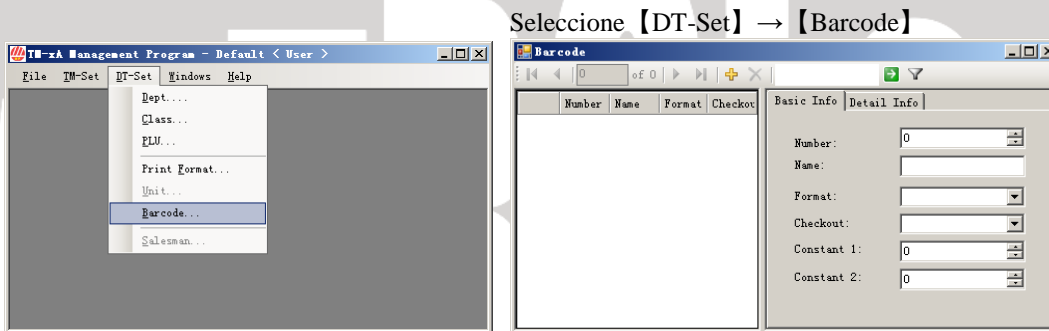 Seleccione【DT-Set】→【Barcode】
TM-xA Management Program - Default < User >
File TM-Set DT-Set Windows Help
Dept....
Class...
PLU...
Print Format...
Unit...
Barcode...
Salesman...
Barcode
0 of 0
Number Name Format Checkou
Basic Info Detail Info
Number: 0
Name:
Format:
Checkout:
Constant 1: 0
Constant 2: 0